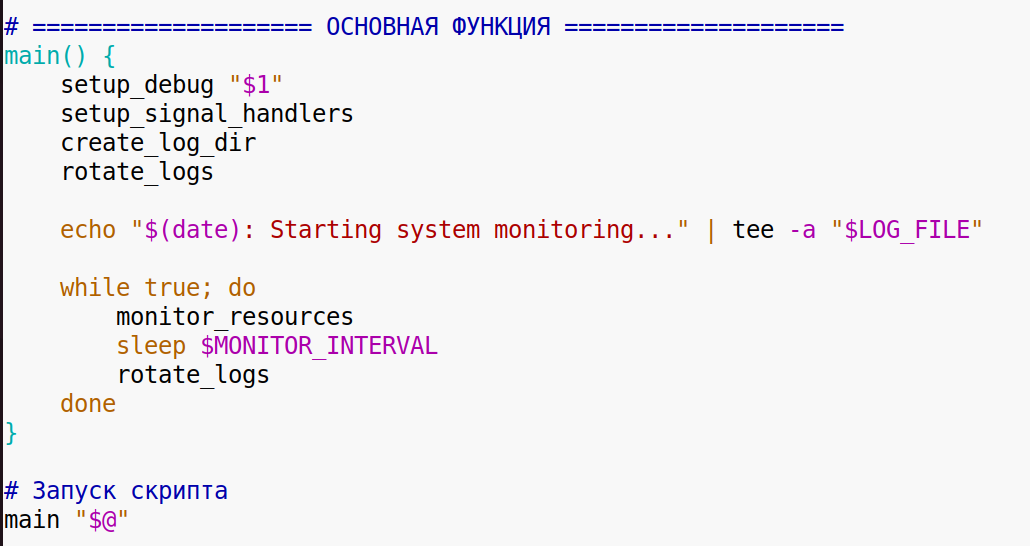 # ==================== ОСНОВНАЯ ФУНКЦИЯ ====================
main() {
    setup_debug "$1"
    setup_signal_handlers
    create_log_dir
    rotate_logs

    echo "$(date): Starting system monitoring..." | tee -a "$LOG_FILE"

    while true; do
        monitor_resources
        sleep $MONITOR_INTERVAL
        rotate_logs
    done
}

# Запуск скрипта
main "$@"